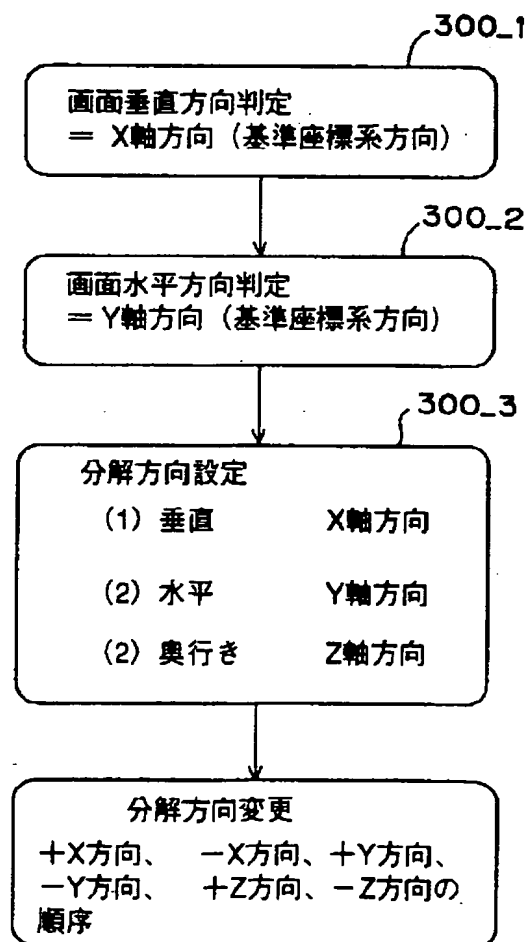 300_1
画面垂直方向判定
= X軸方向（基準座標系方向）
300_2
画面水平方向判定
= Y軸方向（基準座標系方向）
300_3
分解方向設定
(1) 垂直 X軸方向
(2) 水平 Y軸方向
(2) 奥行き Z軸方向
分解方向変更
+X方向、 -X方向、+Y方向、
-Y方向、 +Z方向、-Z方向の
順序